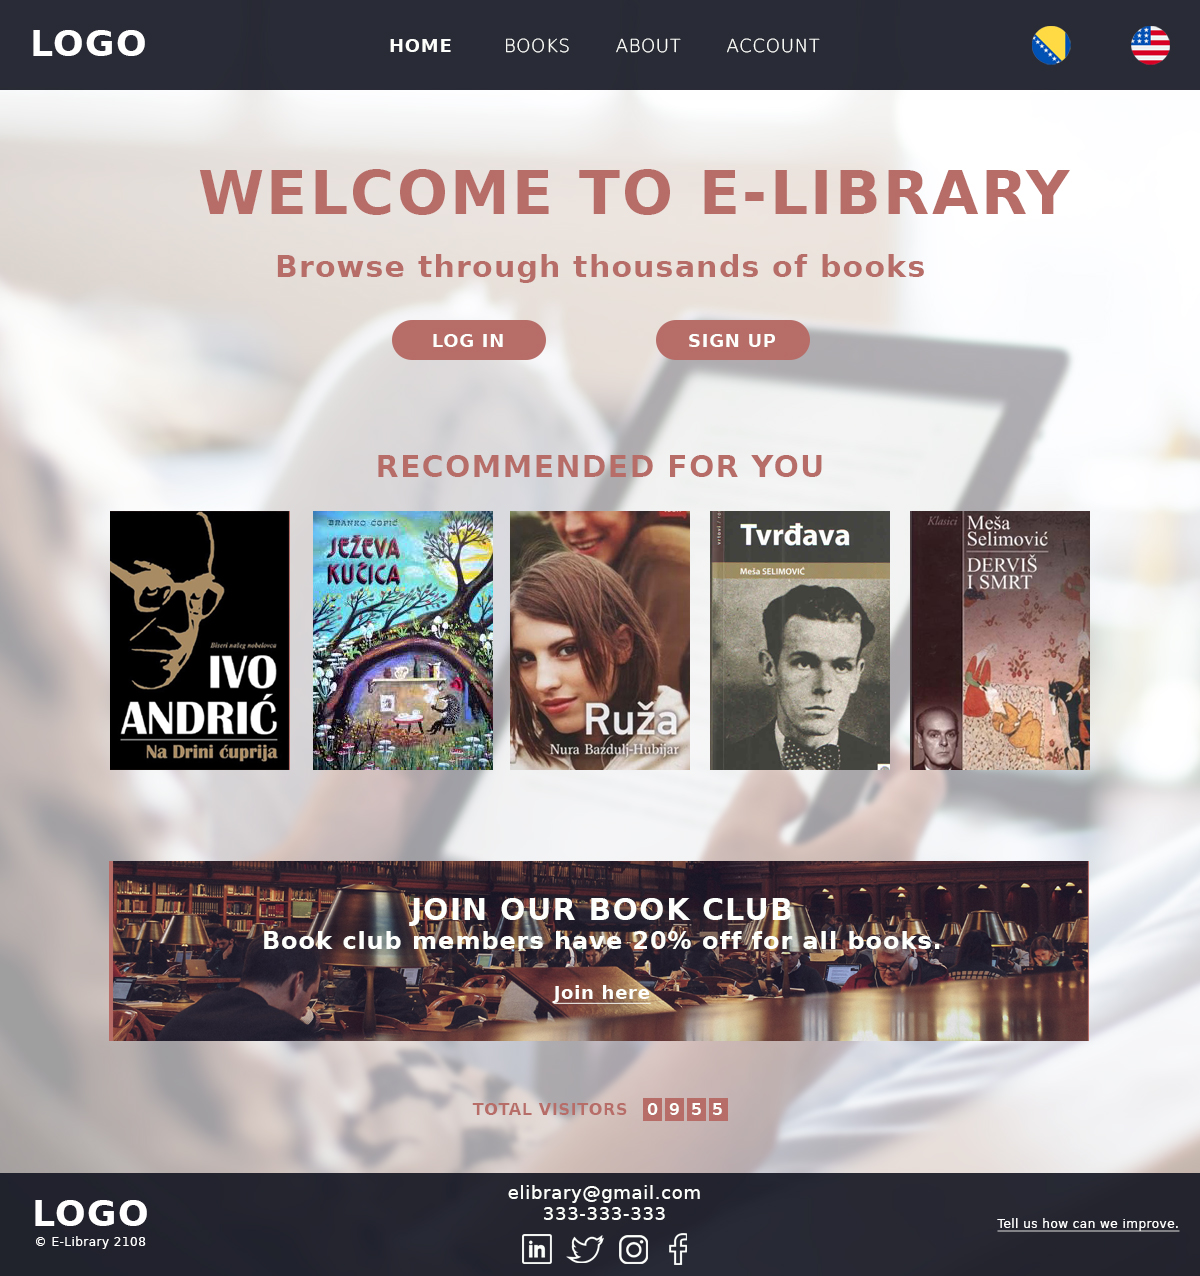 LOGO
HOME BOOKS ABOUT ACCOUNT
WELCOME TO E-LIBRARY
Browse through thousands of books
LOG IN SIGN UP
RECOMMENDED FOR YOU
Biseri našeg nobelovca
IVO
ANDRIĆ
Na Drini ćuprija
BRANKO ĆOPIĆ
JEŽEVA
KUĆICA
Ruža
Nura Bazdulj-Hubijar
Tvrđava
Meša SELIMOVIĆ
Klasici
Meša
Selimović
DERVIŠ
I SMRT
JOIN OUR BOOK CLUB
Book club members have 20% off for all books.
Join here
TOTAL VISITORS 0 9 5 5
LOGO
© E-Library 2108
elibrary@gmail.com
333-333-333
in
Tell us how can we improve.